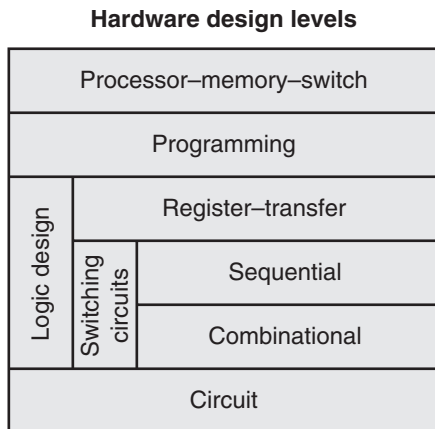 Hardware design levels
Processor–memory–switch
Programming
Logic design
Register–transfer
Switching
circuits
Sequential
Combinational
Circuit